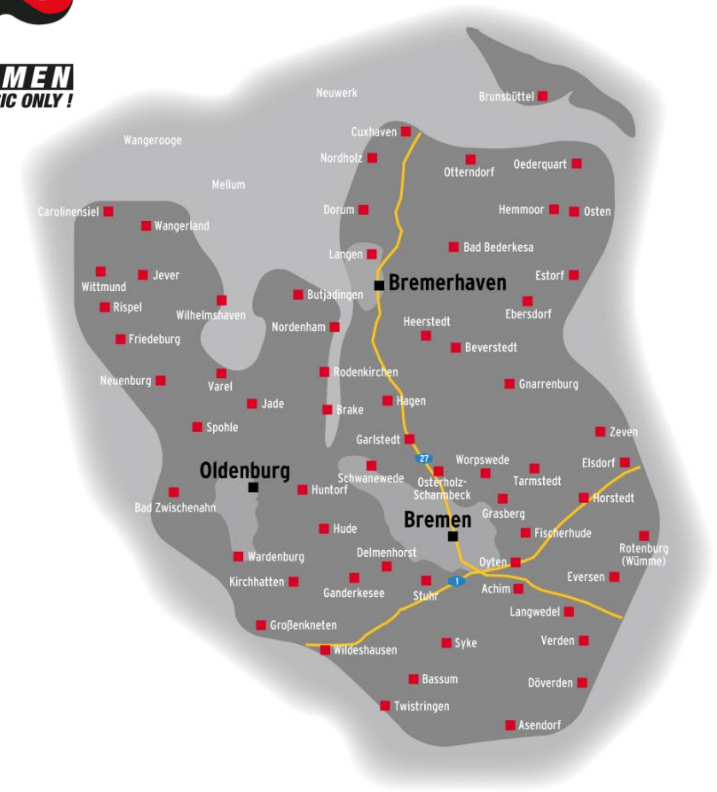 MEN
IC ONLY !
Neuwerk
Brunsbüttel
Cuxhaven
Wangerooge
Nordholz
Otterndorf
Oederquart
Mellum
Carolinensiel
Dorum
Hemmoor
Osten
Wangerland
Langen
Bad Bederkesa
Wittmund
Jever
Estorf
Bremerhaven
Butjadingen
Rispel
Wilhelmshaven
Ebersdorf
Nordenham
Heerstedt
Friedeburg
Beverstedt
Neuenburg
Varel
Rodenkirchen
Gnarrenburg
Jade
Brake
Hagen
Spohle
Garlstedt
Zeven
27
Worpswede
Elsdorf
Oldenburg
Schwanewede
Osterholz-
Scharmbeck
Tarmstedt
Bad Zwischenahn
Huntorf
Grasberg
Horstedt
Bremen
Hude
Fischerhude
Rotenburg
(Wümme)
Wardenburg
Delmenhorst
Oyten
Kirchhatten
Ganderkesee
Stuhr
1
Achim
Eversen
Langwedel
Großenkneten
Syke
Verden
Wildeshausen
Bassum
Döverden
Twistringen
Asendorf